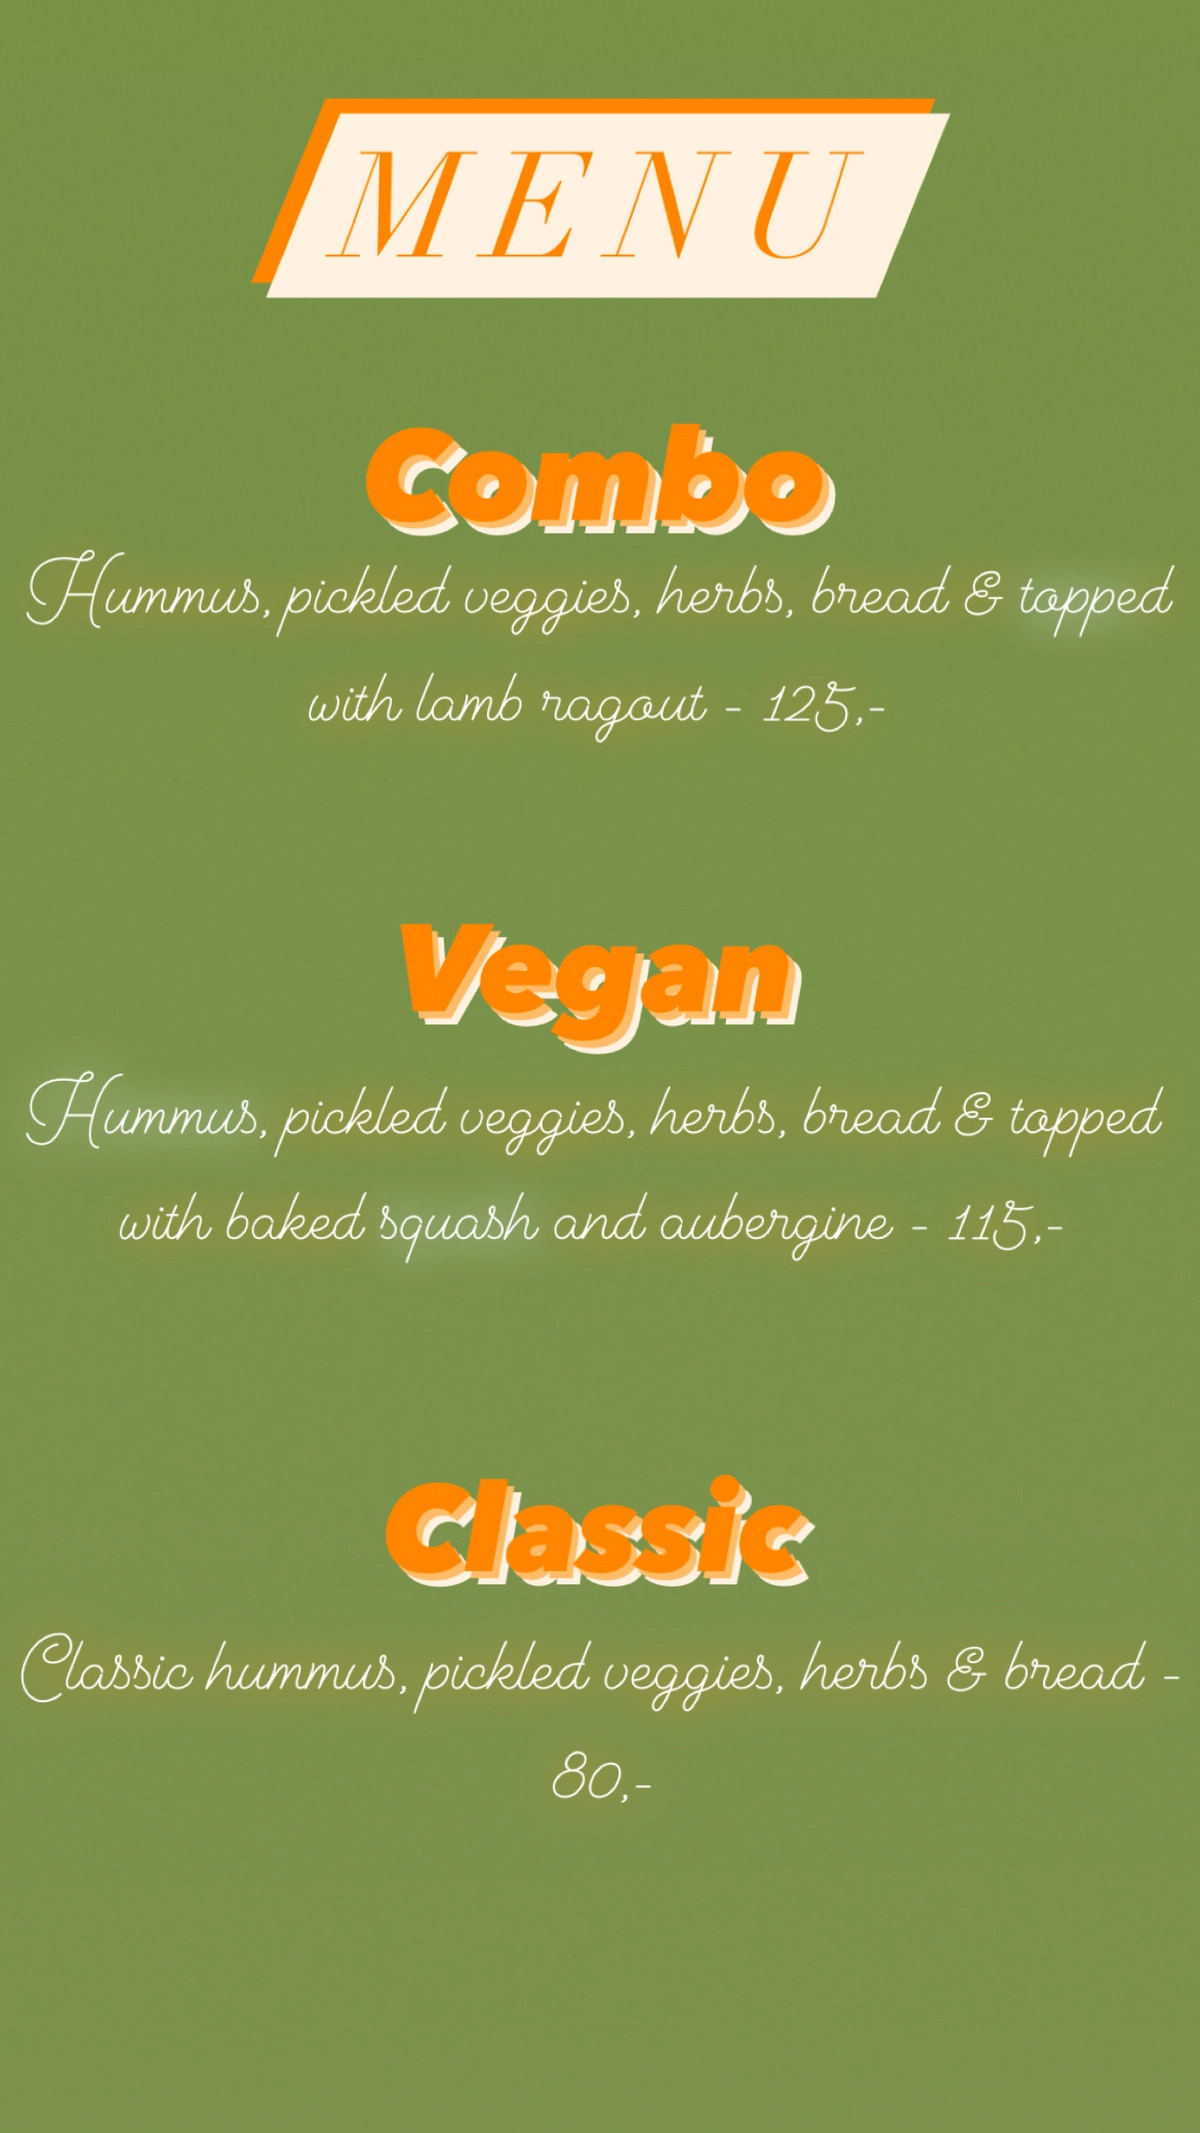 MENU
Combo
Hummus, pickled veggies, herbs, bread & topped
with lamb ragout - 125,-
Vegan
Hummus, pickled veggies, herbs, bread & topped
with baked squash and aubergine - 115,-
Classic
Classic hummus, pickled veggies, herbs & bread -
80,-